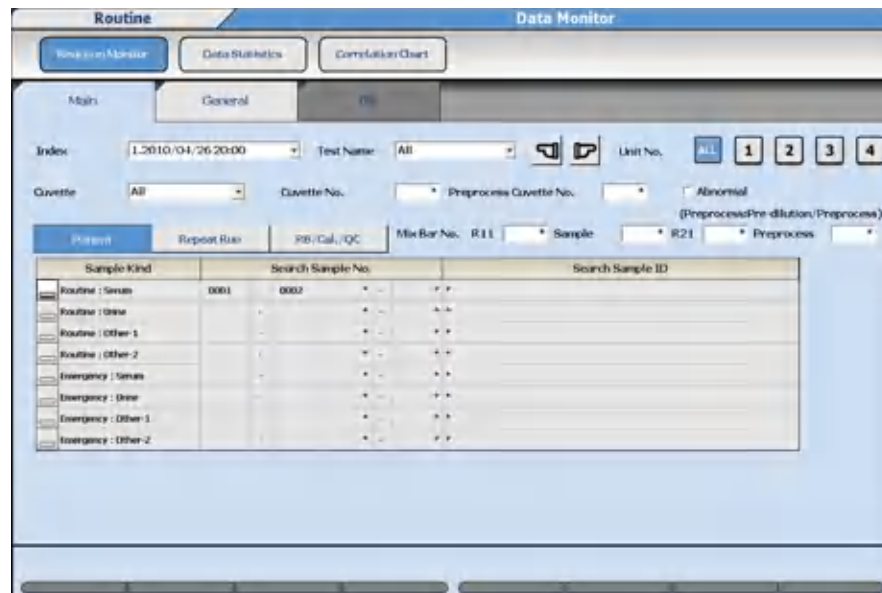 Routine Data Monitor
Reaction Monitor Data Statistics Correlation Chart
Main General ISE
Index 1.2010/04/26 20:00 Test Name All Unit No. ALL 1 2 3 4
Cuvette All Cuvette No. * Preprocess Cuvette No. * Abnormal
(Preprocess:Pre-dilution/Preprocess)
Patient Repeat Run RB/Cal./QC Mix Bar No. R11 * Sample * R21 * Preprocess *
Sample Kind Search Sample No. Search Sample ID
Routine : Serum 0001 0002 * - * *
Routine : Urine - * - * *
Routine : Other-1 - * - * *
Routine : Other-2 - * - * *
Emergency : Serum - * - * *
Emergency : Urine - * - * *
Emergency : Other-1 - * - * *
Emergency : Other-2 - * - * *